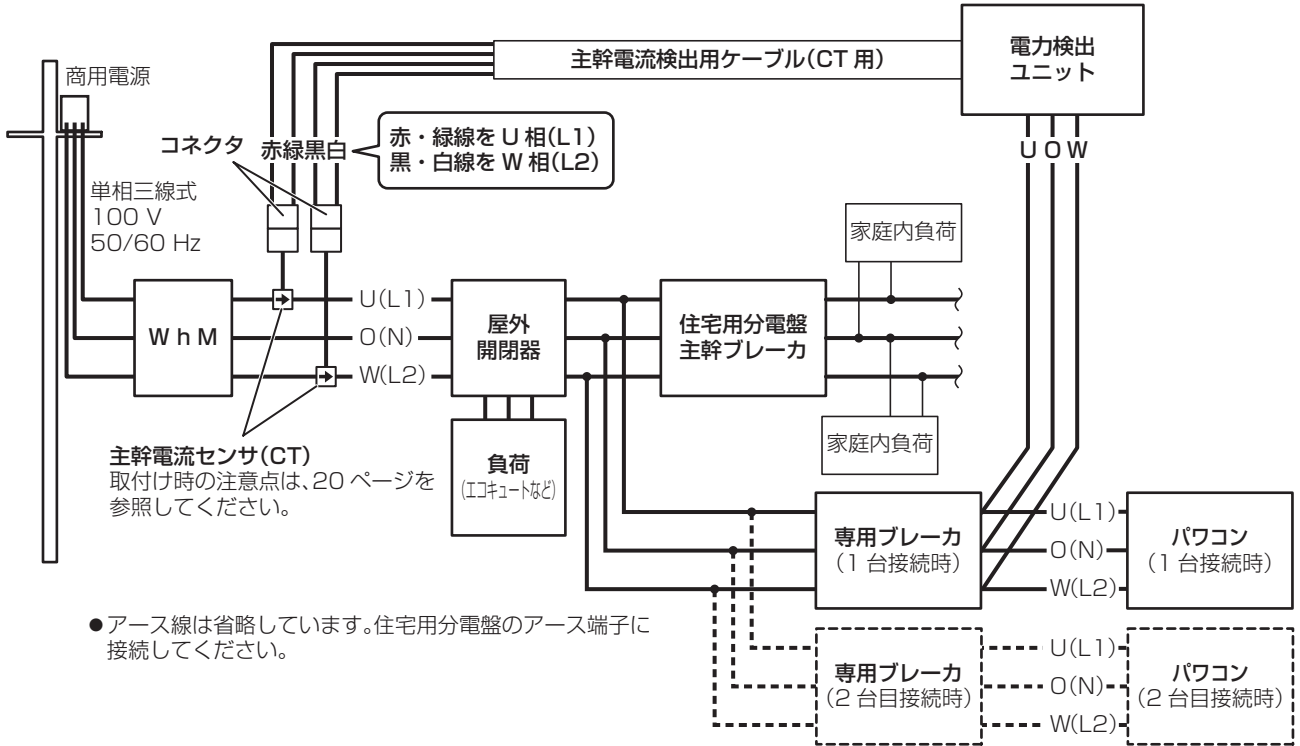 商用電源
主幹電流検出用ケーブル(CT 用)
電力検出
ユニット
コネクタ
赤緑黒白
赤・緑線を U 相(L1)
黒・白線を W 相(L2)
U O W
単相三線式
100 V
50/60 Hz
家庭内負荷
W h M
U(L1)
O(N)
W(L2)
屋外
開閉器
住宅用分電盤
主幹ブレーカ
家庭内負荷
主幹電流センサ(CT)
取付け時の注意点は、20 ページを
参照してください。
負荷
(エコキュートなど)
専用ブレーカ
(1 台接続時)
U(L1)
O(N)
W(L2)
パワコン
(1 台接続時)
●アース線は省略しています。住宅用分電盤のアース端子に
接続してください。
専用ブレーカ
(2 台目接続時)
U(L1)
O(N)
W(L2)
パワコン
(2 台目接続時)